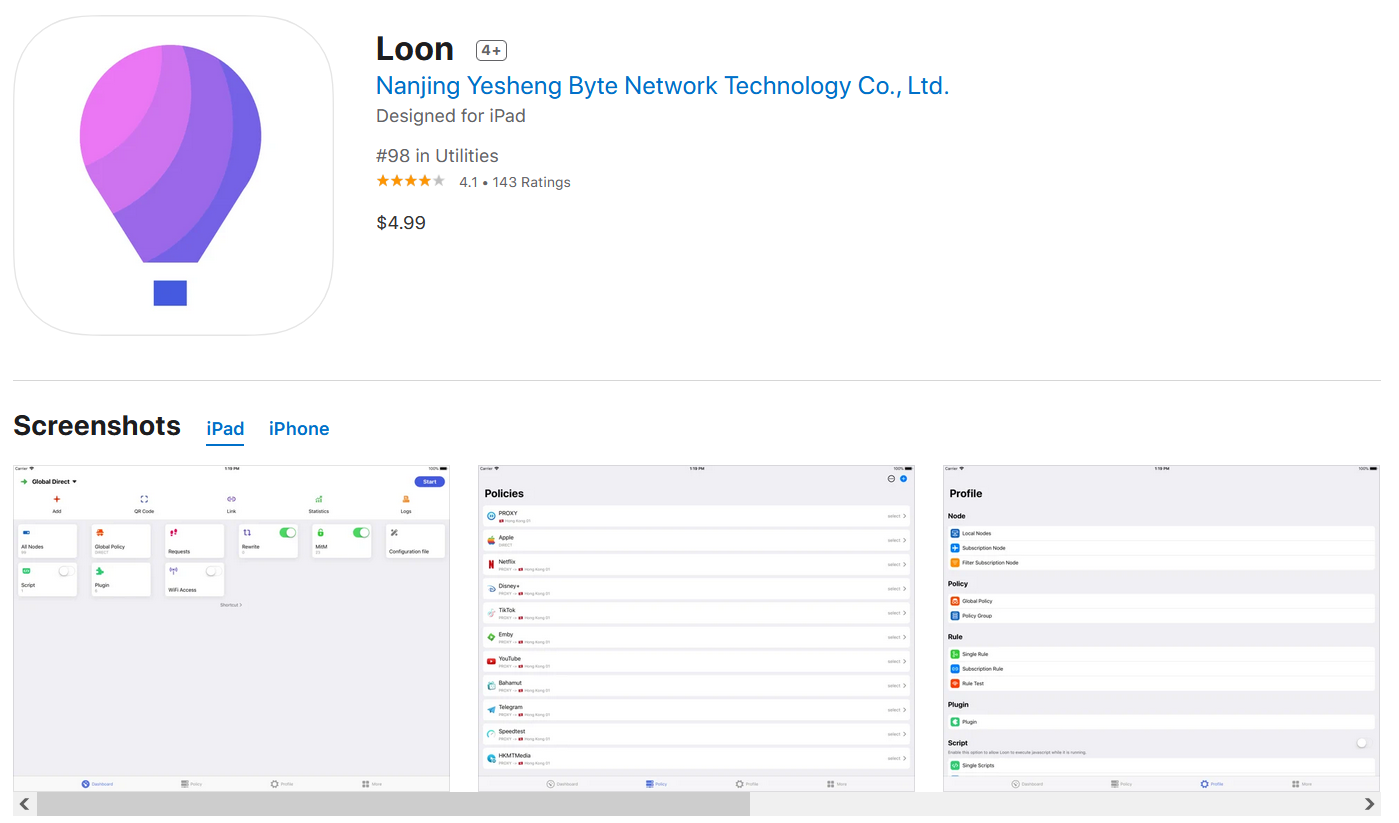 Loon 4+
Nanjing Yesheng Byte Network Technology Co., Ltd.
Designed for iPad
#98 in Utilities
4.1 • 143 Ratings
$4.99
Screenshots iPad iPhone
Carrier 1:19 PM 100%
Global Direct Start
Add QR Code Link Statistics Logs
All Nodes Global Policy Requests Rewrite MitM Configuration file
DIRECT
Script Plugin WiFi Access
Shortcut
Dashboard Policy Profile More
Carrier 1:19 PM 100%
Policies
PROXY
Hong Kong 01
select
Apple
DIRECT
select
Netflix
PROXY → Hong Kong 01
select
Disney+
PROXY → Hong Kong 01
select
TikTok
PROXY → Hong Kong 01
select
Emby
PROXY → Hong Kong 01
select
YouTube
PROXY → Hong Kong 01
select
Bahamut
PROXY → Hong Kong 01
select
Telegram
PROXY → Hong Kong 01
select
Speedtest
PROXY → Hong Kong 01
select
HKMTMedia
PROXY → Hong Kong 01
select
Dashboard Policy Profile More
Carrier 1:19 PM 100%
Profile
Node
Local Nodes
Subscription Node
Filter Subscription Node
Policy
Global Policy
Policy Group
Rule
Single Rule
Subscription Rule
Rule Test
Plugin
Plugin
Script
Enable this option to allow Loon to execute javascript while it is running.
Single Scripts
Dashboard Policy Profile More